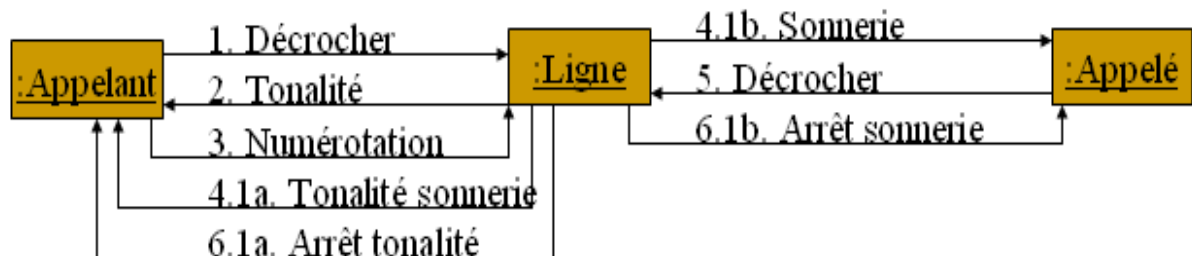 :Appelant
1. Décrocher
2. Tonalité
3. Numérotation
4.1a. Tonalité sonnerie
6.1a. Arrêt tonalité
:Ligne
4.1b. Sonnerie
5. Décrocher
6.1b. Arrêt sonnerie
:Appelé